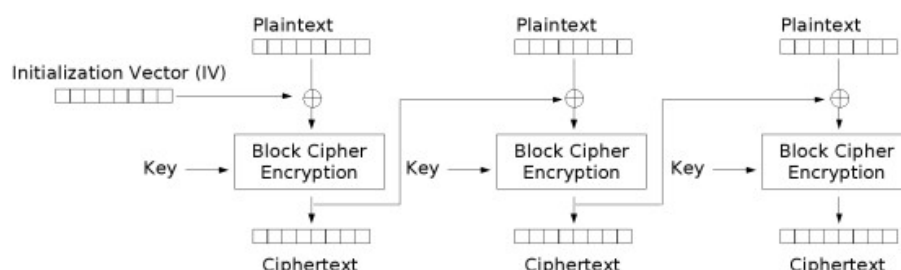 Plaintext
Plaintext
Plaintext
Initialization Vector (IV)
Key
Block Cipher
Encryption
Key
Block Cipher
Encryption
Key
Block Cipher
Encryption
Ciphertext
Ciphertext
Ciphertext